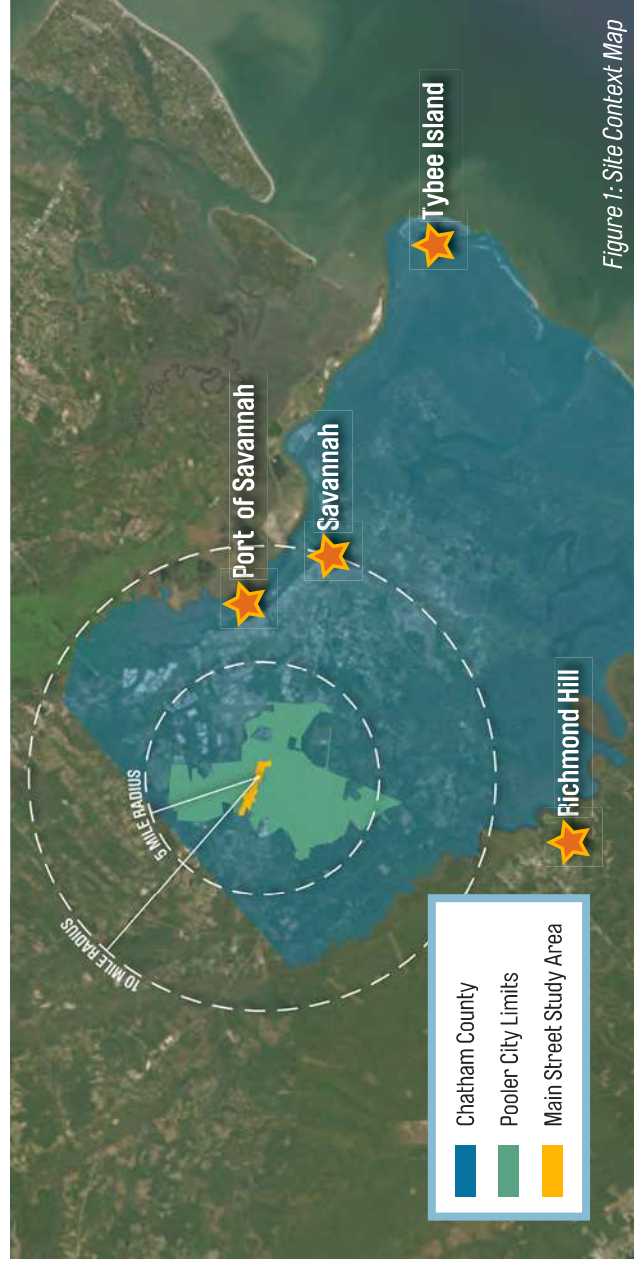 10 MILE RADIUS
5 MILE RADIUS
Port of Savannah
Savannah
Tybee Island
Richmond Hill
Chatham County
Pooler City Limits
Main Street Study Area
Figure 1: Site Context Map